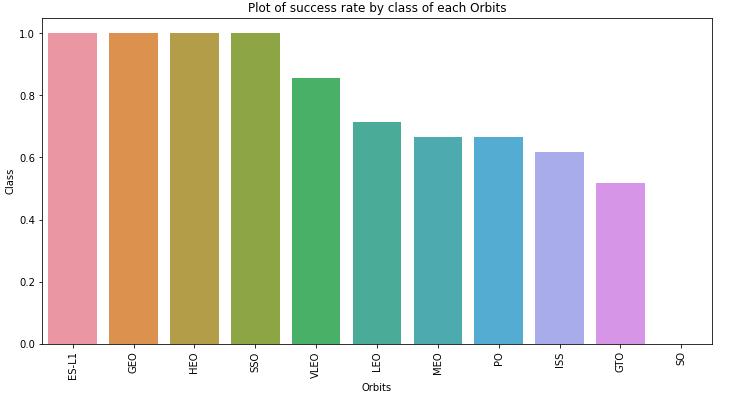 Plot of success rate by class of each Orbits
1.0
0.8
0.6
0.4
0.2
0.0
Class
ES-L1
GEO
HEO
SSO
VLEO
LEO
MEO
PO
ISS
GTO
SO
Orbits